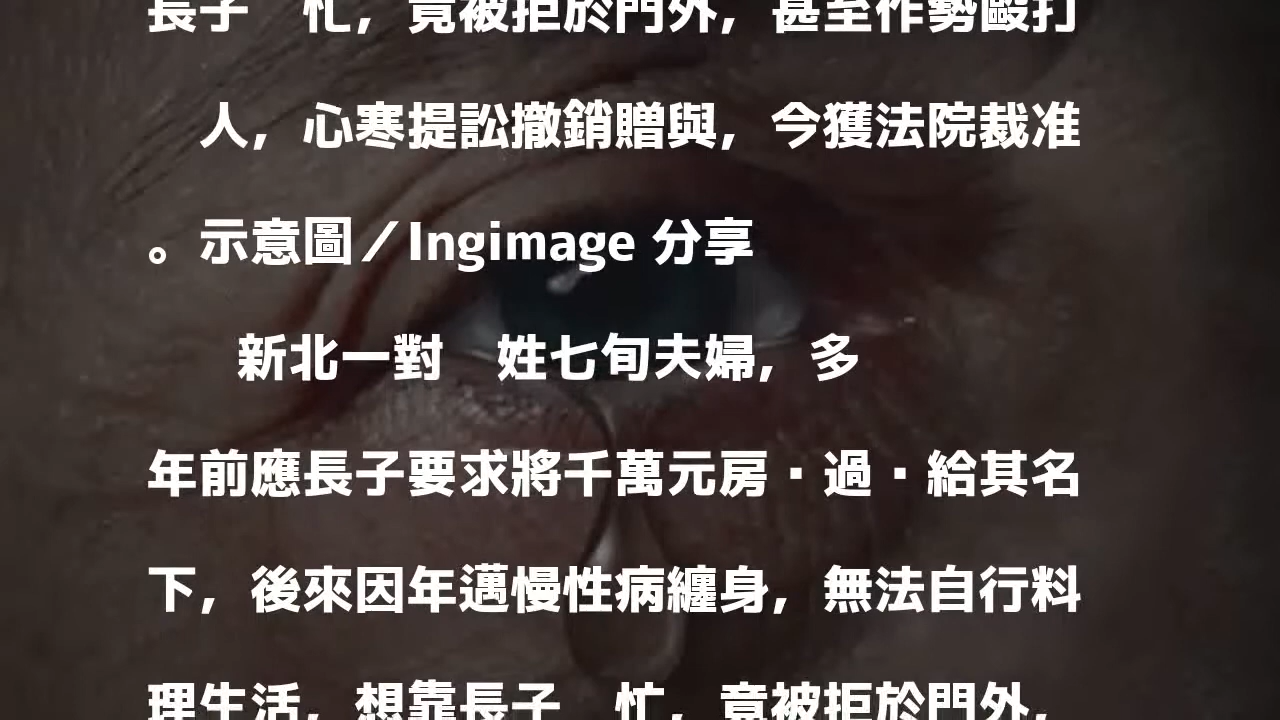 長子　忙，竟被拒於門外，甚至作勢毆打
人，心寒提訟撤銷贈與，今獲法院裁准
。示意圖／Ingimage 分享
新北一對　姓七旬夫婦，多
年前應長子要求將千萬元房·過·給其名
下，後來因年邁慢性病纏身，無法自行料
理生活，想靠長子　忙，竟被拒於門外，